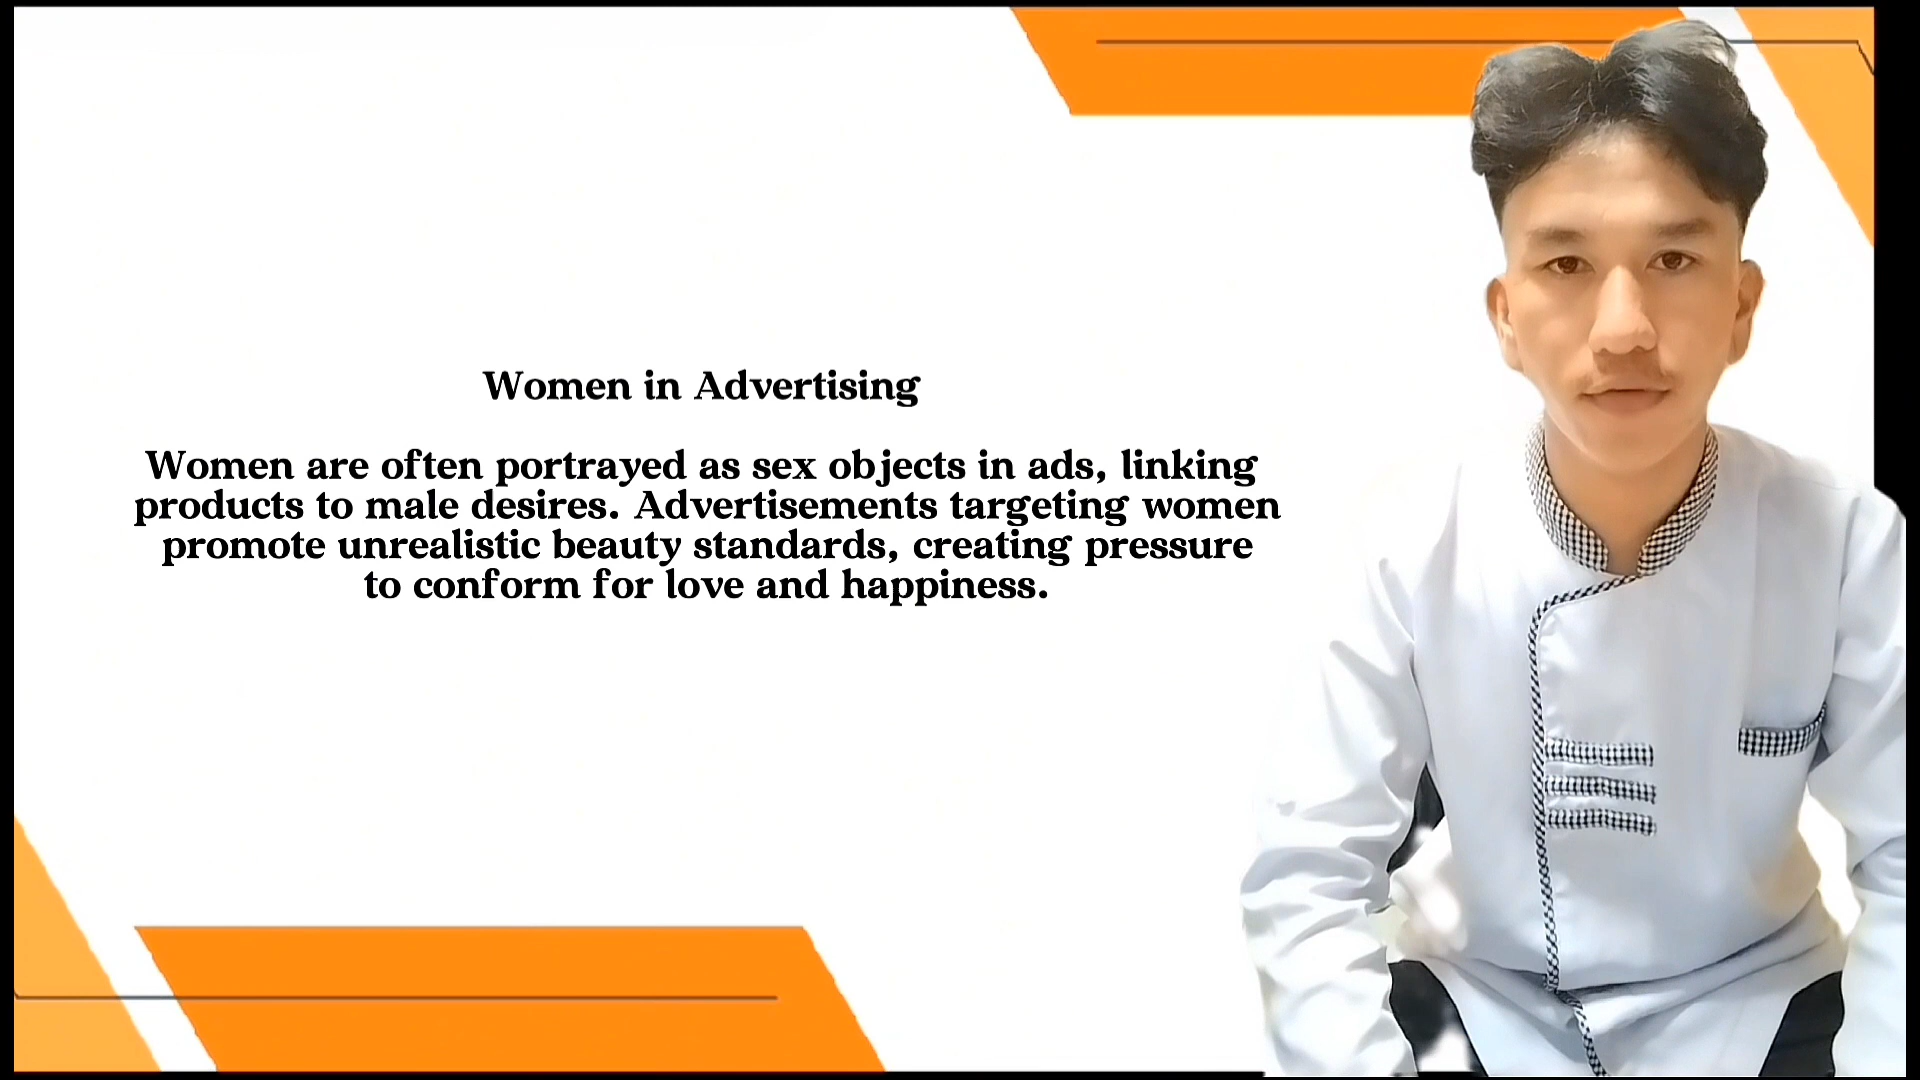 Women in Advertising
Women are often portrayed as sex objects in ads, linking
products to male desires. Advertisements targeting women
promote unrealistic beauty standards, creating pressure
to conform for love and happiness.